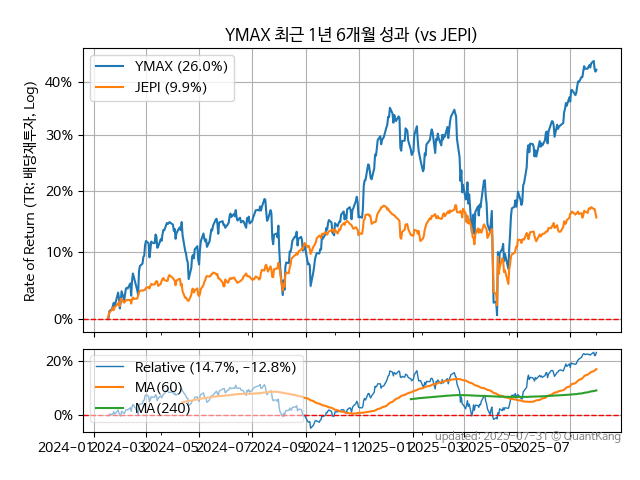 YMAX 최근 1년 6개월 성과 (vs JEPI)
YMAX (26.0%)
JEPI (9.9%)
Rate of Return (TR: 배당재투자, Log)
40%
30%
20%
10%
0%
Relative (14.7%, -12.8%)
MA(60)
MA(240)
20%
0%
2024-01 2024-03 2024-05 2024-07 2024-09 2024-11 2025-01 2025-03 2025-05 2025-07
updated: 2025-07-31 © QuantKang